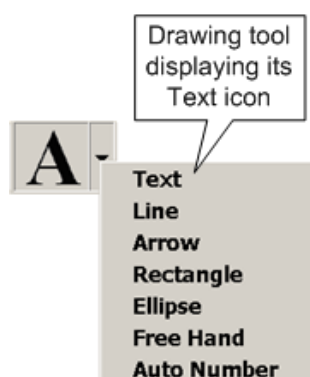 Drawing tool
displaying its
Text icon
A
Text
Line
Arrow
Rectangle
Ellipse
Free Hand
Auto Number